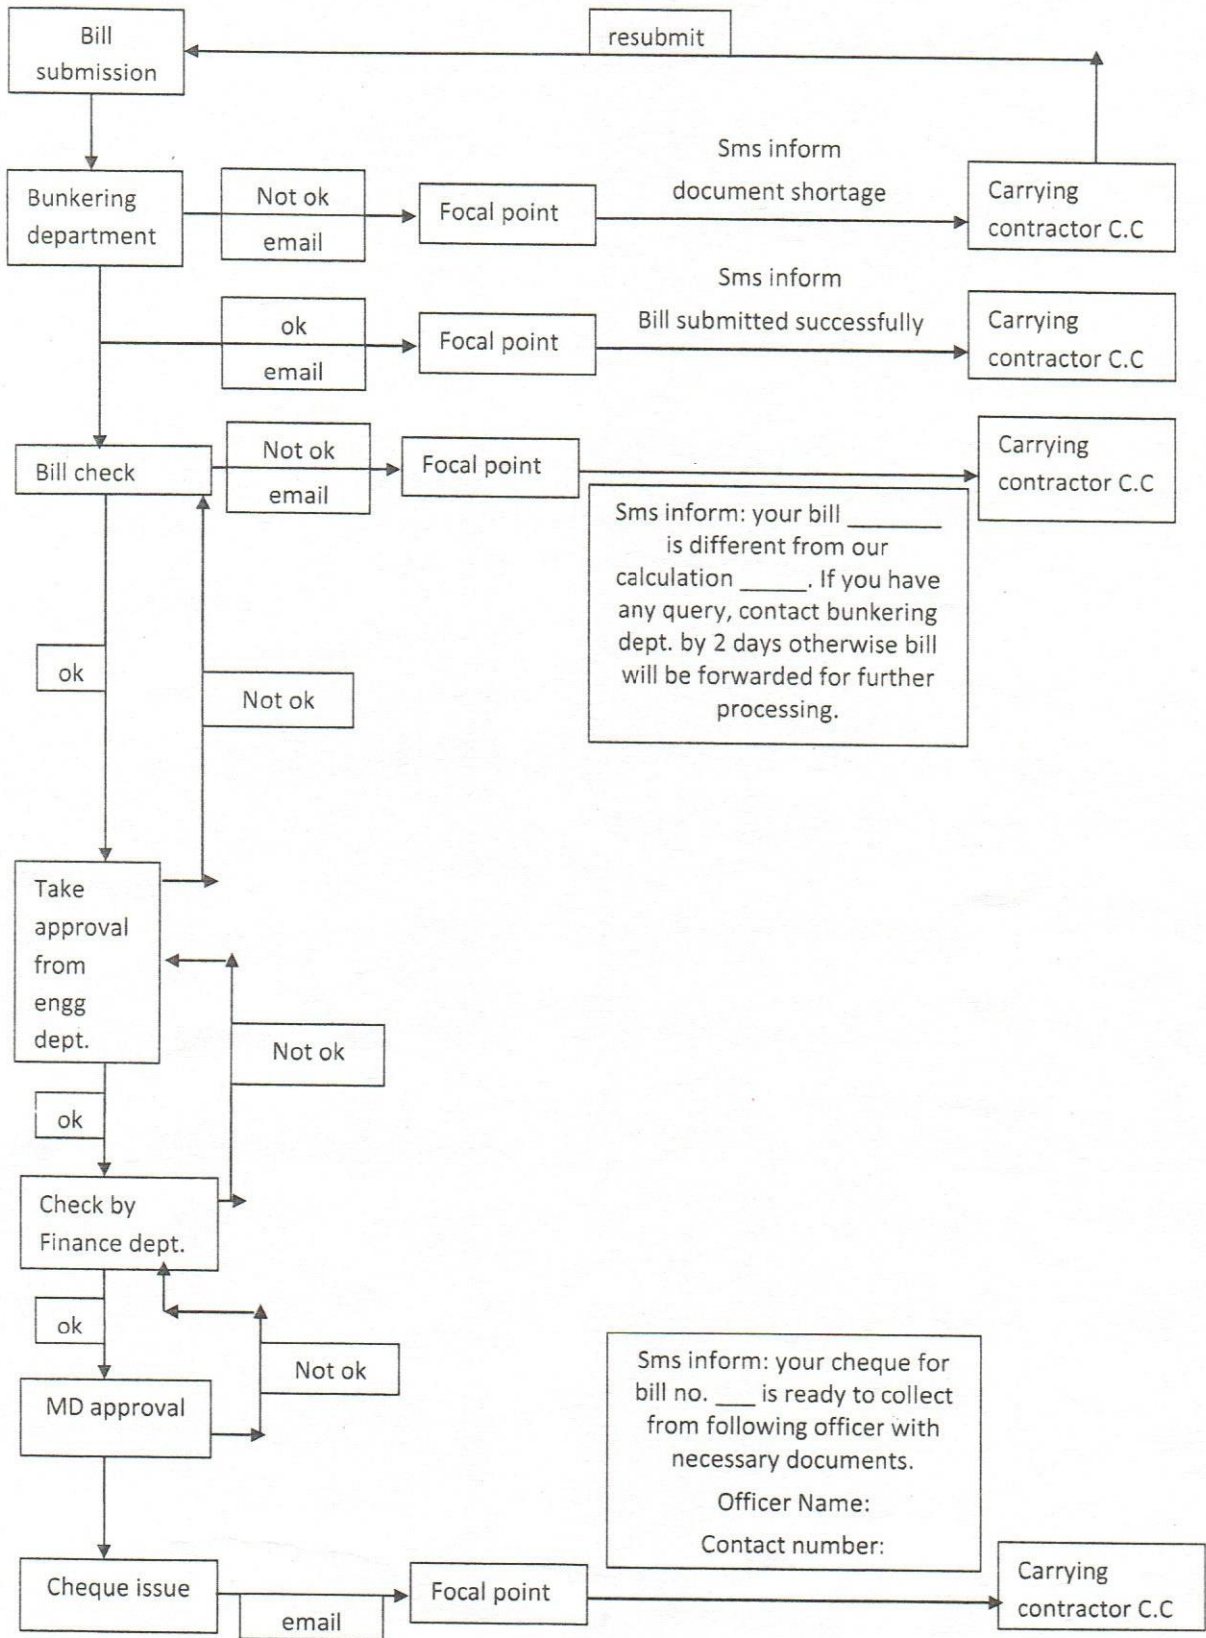 Bill
submission
resubmit
Bunkering
department
Not ok
email
Focal point
Sms inform
document shortage
Carrying
contractor C.C
ok
email
Focal point
Sms inform
Bill submitted successfully
Carrying
contractor C.C
Bill check
Not ok
email
Focal point
Carrying
contractor C.C
Sms inform: your bill _______
is different from our
calculation _____. If you have
any query, contact bunkering
dept. by 2 days otherwise bill
will be forwarded for further
processing.
ok
Not ok
Take
approval
from
engg
dept.
Not ok
ok
Check by
Finance dept.
ok
Not ok
MD approval
Sms inform: your cheque for
bill no. ___ is ready to collect
from following officer with
necessary documents.
Officer Name:
Contact number:
Cheque issue
email
Focal point
Carrying
contractor C.C